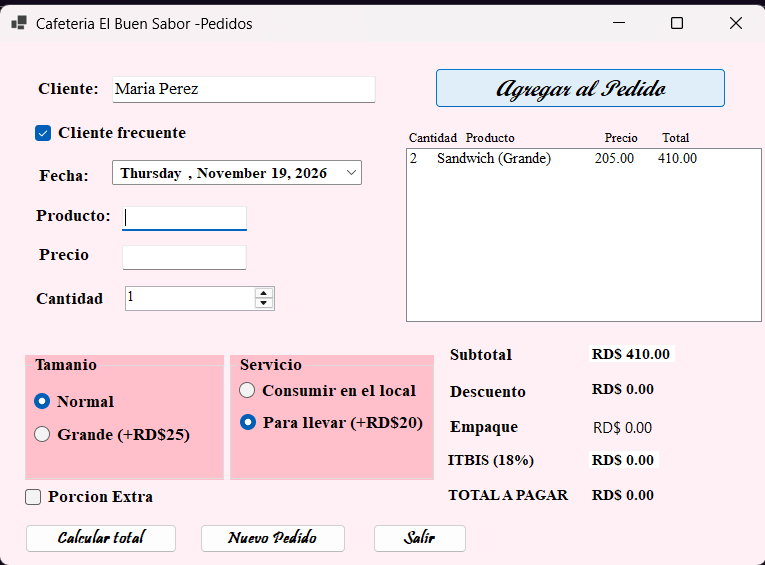 Cafeteria El Buen Sabor -Pedidos
Cliente: Maria Perez
Agregar al Pedido
Cliente frecuente
Fecha: Thursday , November 19, 2026
Producto:
Precio
Cantidad 1
Cantidad Producto Precio Total
2 Sandwich (Grande) 205.00 410.00
Tamanio
Normal
Grande (+RD$25)
Servicio
Consumir en el local
Para llevar (+RD$20)
Porcion Extra
Subtotal RD$ 410.00
Descuento RD$ 0.00
Empaque RD$ 0.00
ITBIS (18%) RD$ 0.00
TOTAL A PAGAR RD$ 0.00
Calcular total
Nuevo Pedido
Salir